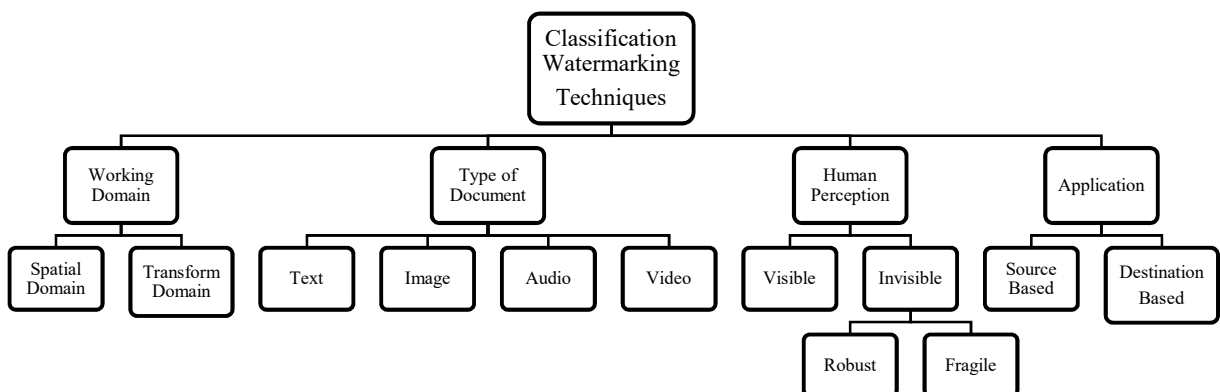 Classification
Watermarking
Techniques
Working
Domain
Type of
Document
Human
Perception
Application
Spatial
Domain
Transform
Domain
Text
Image
Audio
Video
Visible
Invisible
Source
Based
Destination
Based
Robust
Fragile